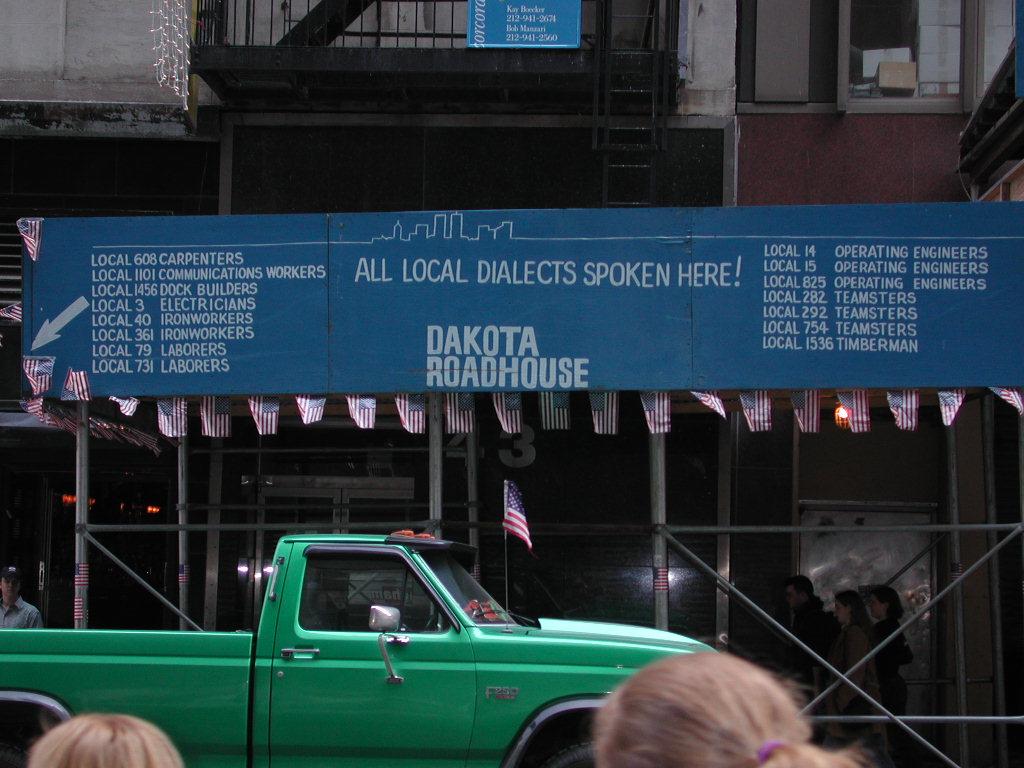 corcora
Kay Boecker
212-941-2674
Bob Manzari
212-941-2560
LOCAL 608 CARPENTERS
LOCAL 1101 COMMUNICATIONS WORKERS
LOCAL 1456 DOCK BUILDERS
LOCAL 3 ELECTRICIANS
LOCAL 40 IRONWORKERS
LOCAL 361 IRONWORKERS
LOCAL 79 LABORERS
LOCAL 731 LABORERS
ALL LOCAL DIALECTS SPOKEN HERE!
DAKOTA
ROADHOUSE
LOCAL 14 OPERATING ENGINEERS
LOCAL 15 OPERATING ENGINEERS
LOCAL 825 OPERATING ENGINEERS
LOCAL 282 TEAMSTERS
LOCAL 292 TEAMSTERS
LOCAL 754 TEAMSTERS
LOCAL 1536 TIMBERMAN
43
F250